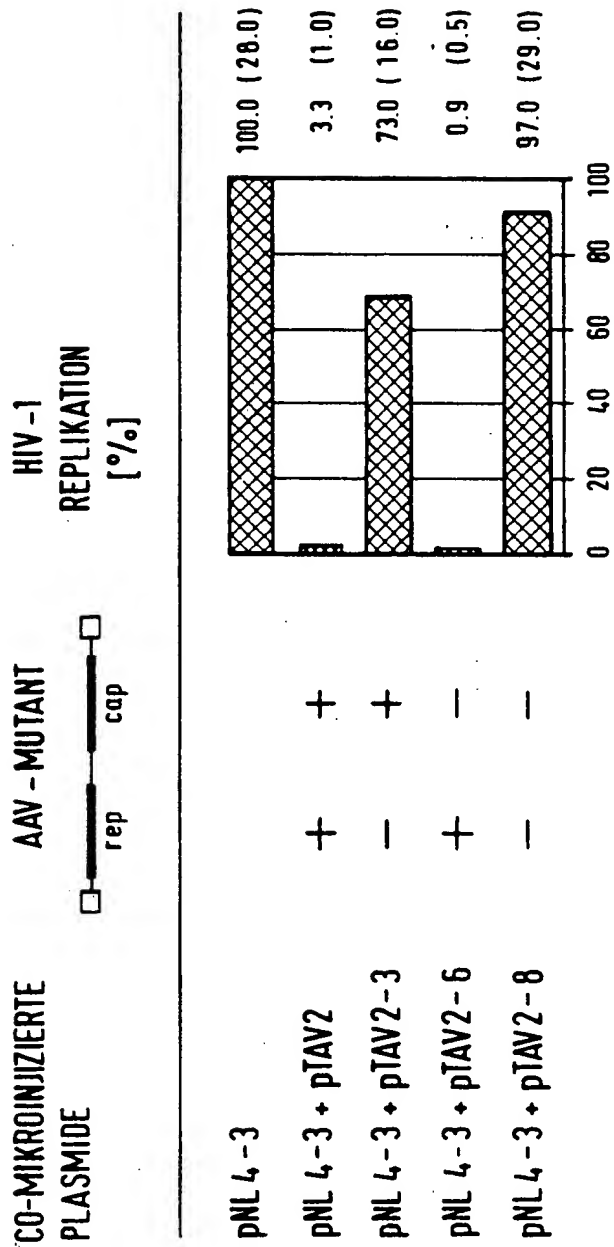 CO-MIKROINJIZIERTE PLASMIDE
AAV-MUTANT
rep cap
HIV-1 REPLIKATION [%]
pNL 4-3 100.0 (28.0)
pNL 4-3 + pTAV2 + + 3.3 (1.0)
pNL 4-3 + pTAV2-3 − + 73.0 (16.0)
pNL 4-3 + pTAV2-6 + − 0.9 (0.5)
pNL 4-3 + pTAV2-8 − − 97.0 (29.0)
0 20 40 60 80 100